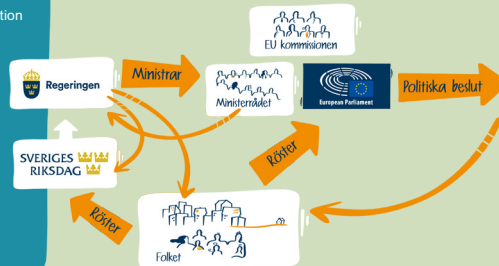 tion
EU kommissionen
Ministrar
Regeringen
Ministerrådet
European Parliament
Politiska beslut
SVERIGES
RIKSDAG
Röster
Röster
Folket